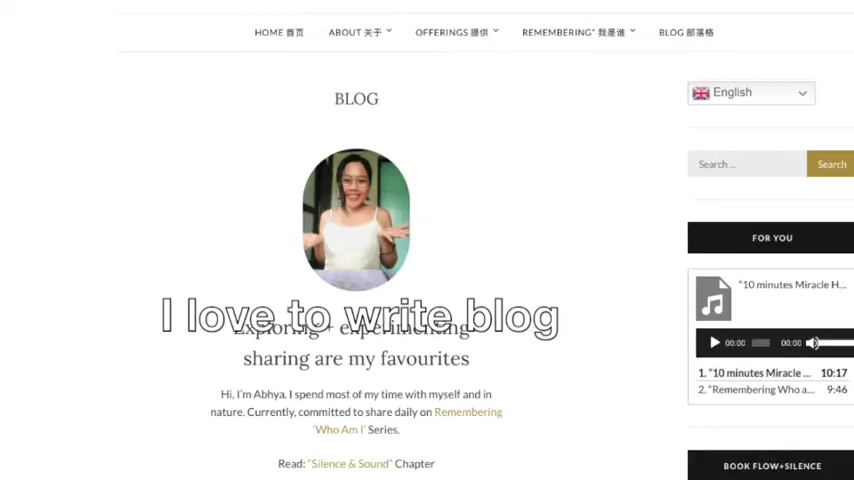 HOME 首页 ABOUT 关于 OFFERINGS 提供 REMEMBERING" 我是谁 BLOG 部落格
BLOG
I love to write blog
Exploring + experimenting
sharing are my favourites
Hi, I'm Abhya. I spend most of my time with myself and in
nature. Currently, committed to share daily on Remembering
'Who Am I' Series.
Read: "Silence & Sound" Chapter
English
Search ...
Search
FOR YOU
"10 minutes Miracle H...
00:00 00:00
1. "10 minutes Miracle ... 10:17
2. "Remembering Who a... 9:46
BOOK FLOW+SILENCE